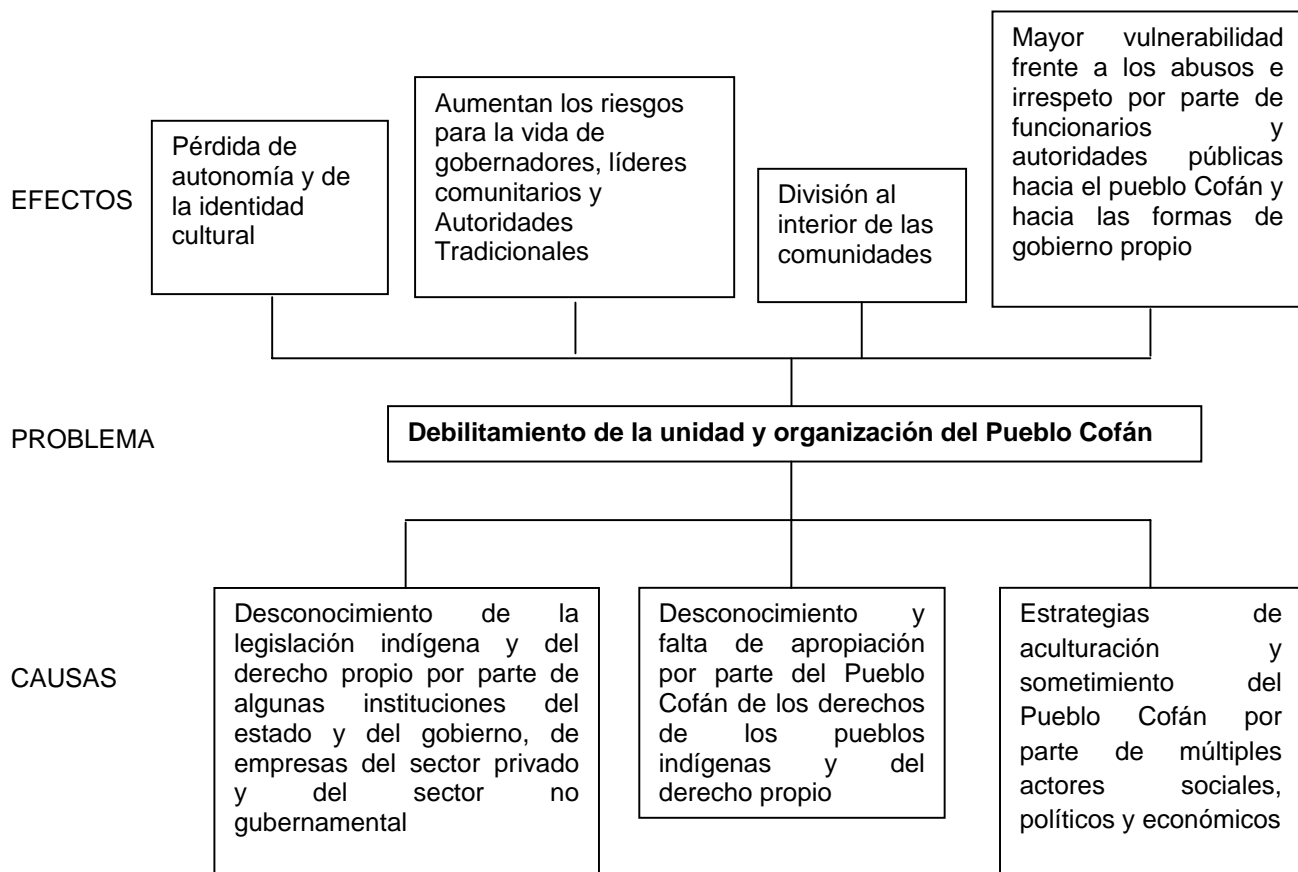 EFECTOS
Pérdida de
autonomía y de
la identidad
cultural
Aumentan los riesgos
para la vida de
gobernadores, líderes
comunitarios y
Autoridades
Tradicionales
División al
interior de las
comunidades
Mayor vulnerabilidad
frente a los abusos e
irrespeto por parte de
funcionarios y
autoridades públicas
hacia el pueblo Cofán y
hacia las formas de
gobierno propio
PROBLEMA
Debilitamiento de la unidad y organización del Pueblo Cofán
CAUSAS
Desconocimiento de la
legislación indígena y del
derecho propio por parte de
algunas instituciones del
estado y del gobierno, de
empresas del sector privado
y del sector no
gubernamental
Desconocimiento y
falta de apropiación
por parte del Pueblo
Cofán de los derechos
de los pueblos
indígenas y del
derecho propio
Estrategias de
aculturación y
sometimiento del
Pueblo Cofán por
parte de múltiples
actores sociales,
políticos y económicos